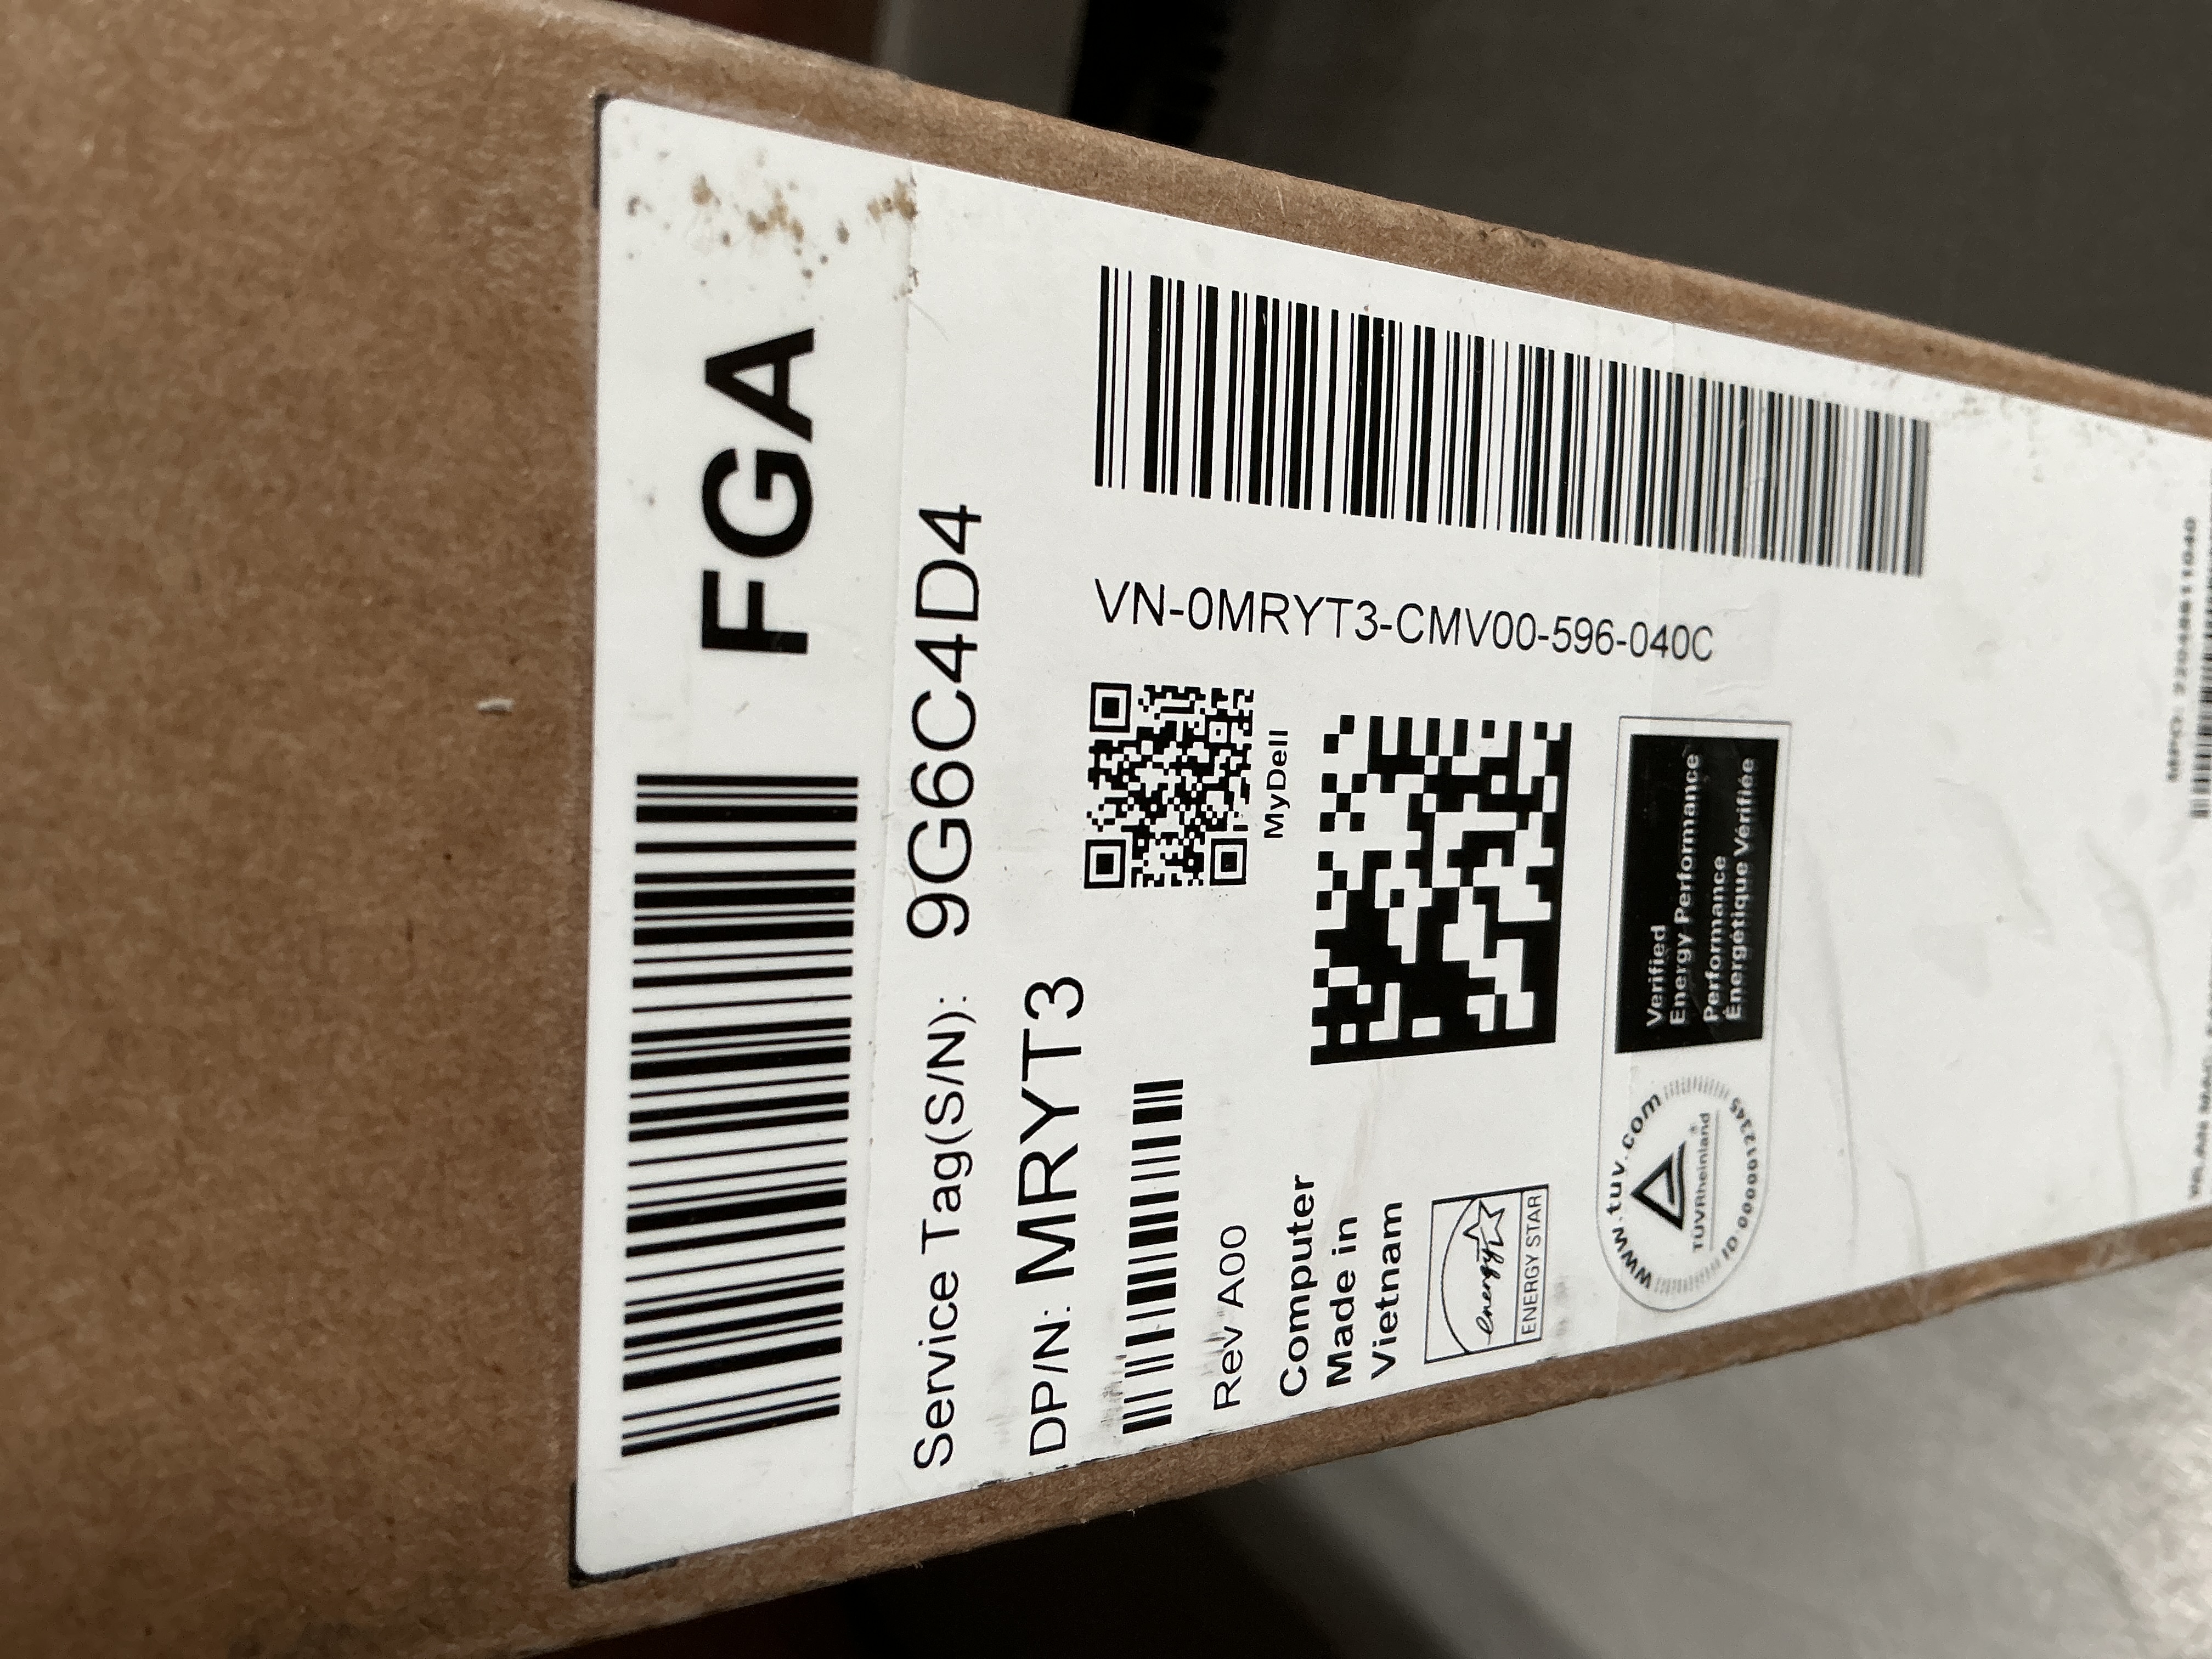 FGA
Service Tag(S/N): 9G6C4D4
DP/N: MRYT3
Rev A00
MyDell
VN-0MRYT3-CMV00-596-040C
Computer
Made in
Vietnam
energy
ENERGY STAR
www.tuv.com
TÜVRheinland®
ID 0000012345
Verified
Energy Performance
Performance
Énergétique Vérifiée